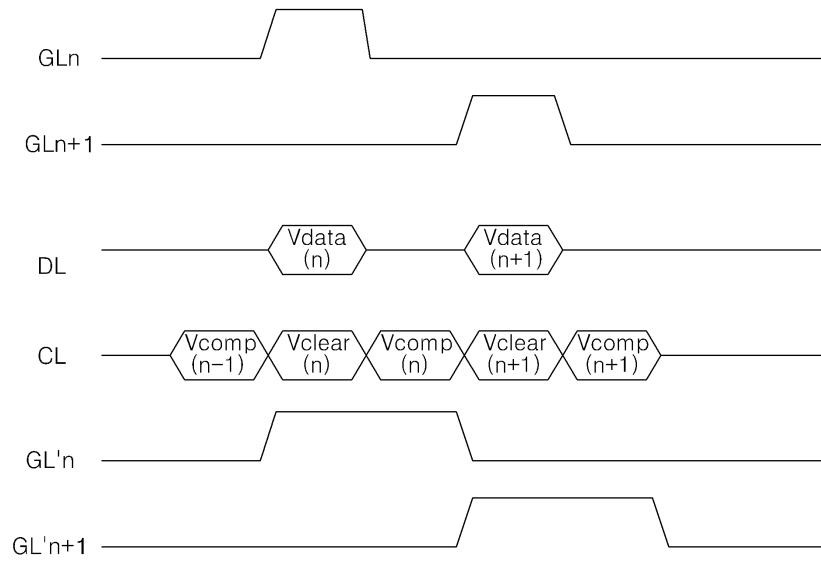 GLn
GLn+1
DL
Vdata
(n)
Vdata
(n+1)
CL
Vcomp
(n−1)
Vclear
(n)
Vcomp
(n)
Vclear
(n+1)
Vcomp
(n+1)
GL'n
GL'n+1